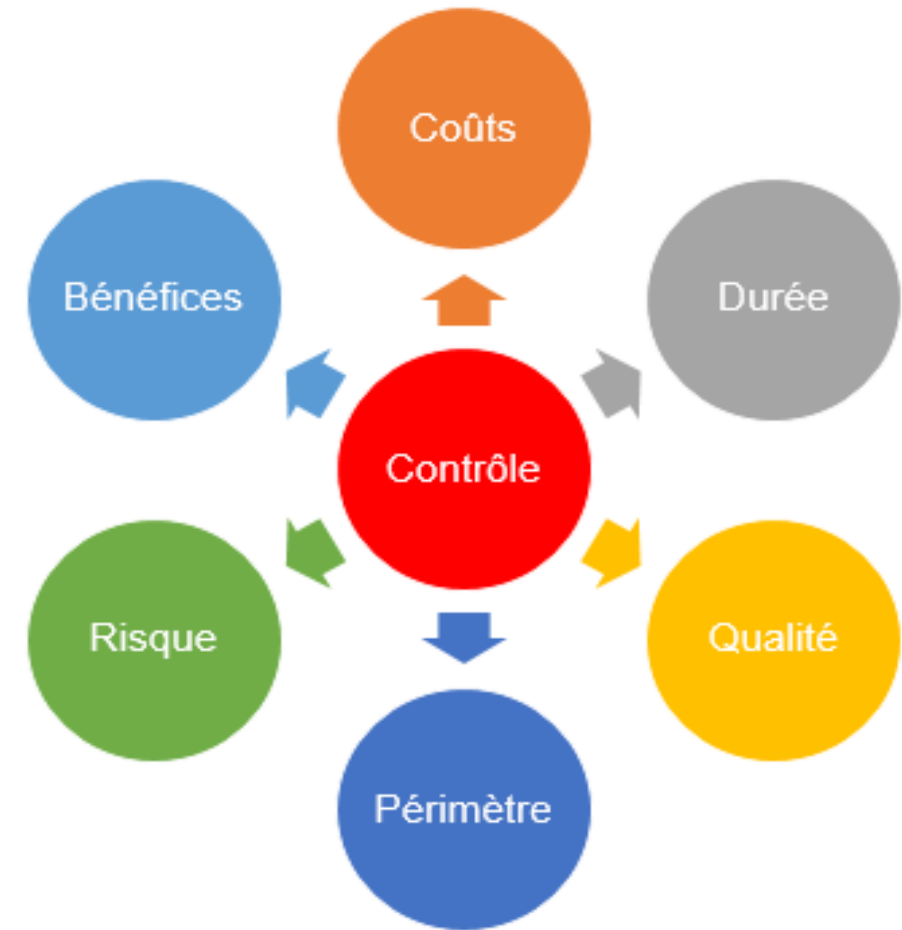 Coûts
Bénéfices
Durée
Contrôle
Risque
Qualité
Périmètre